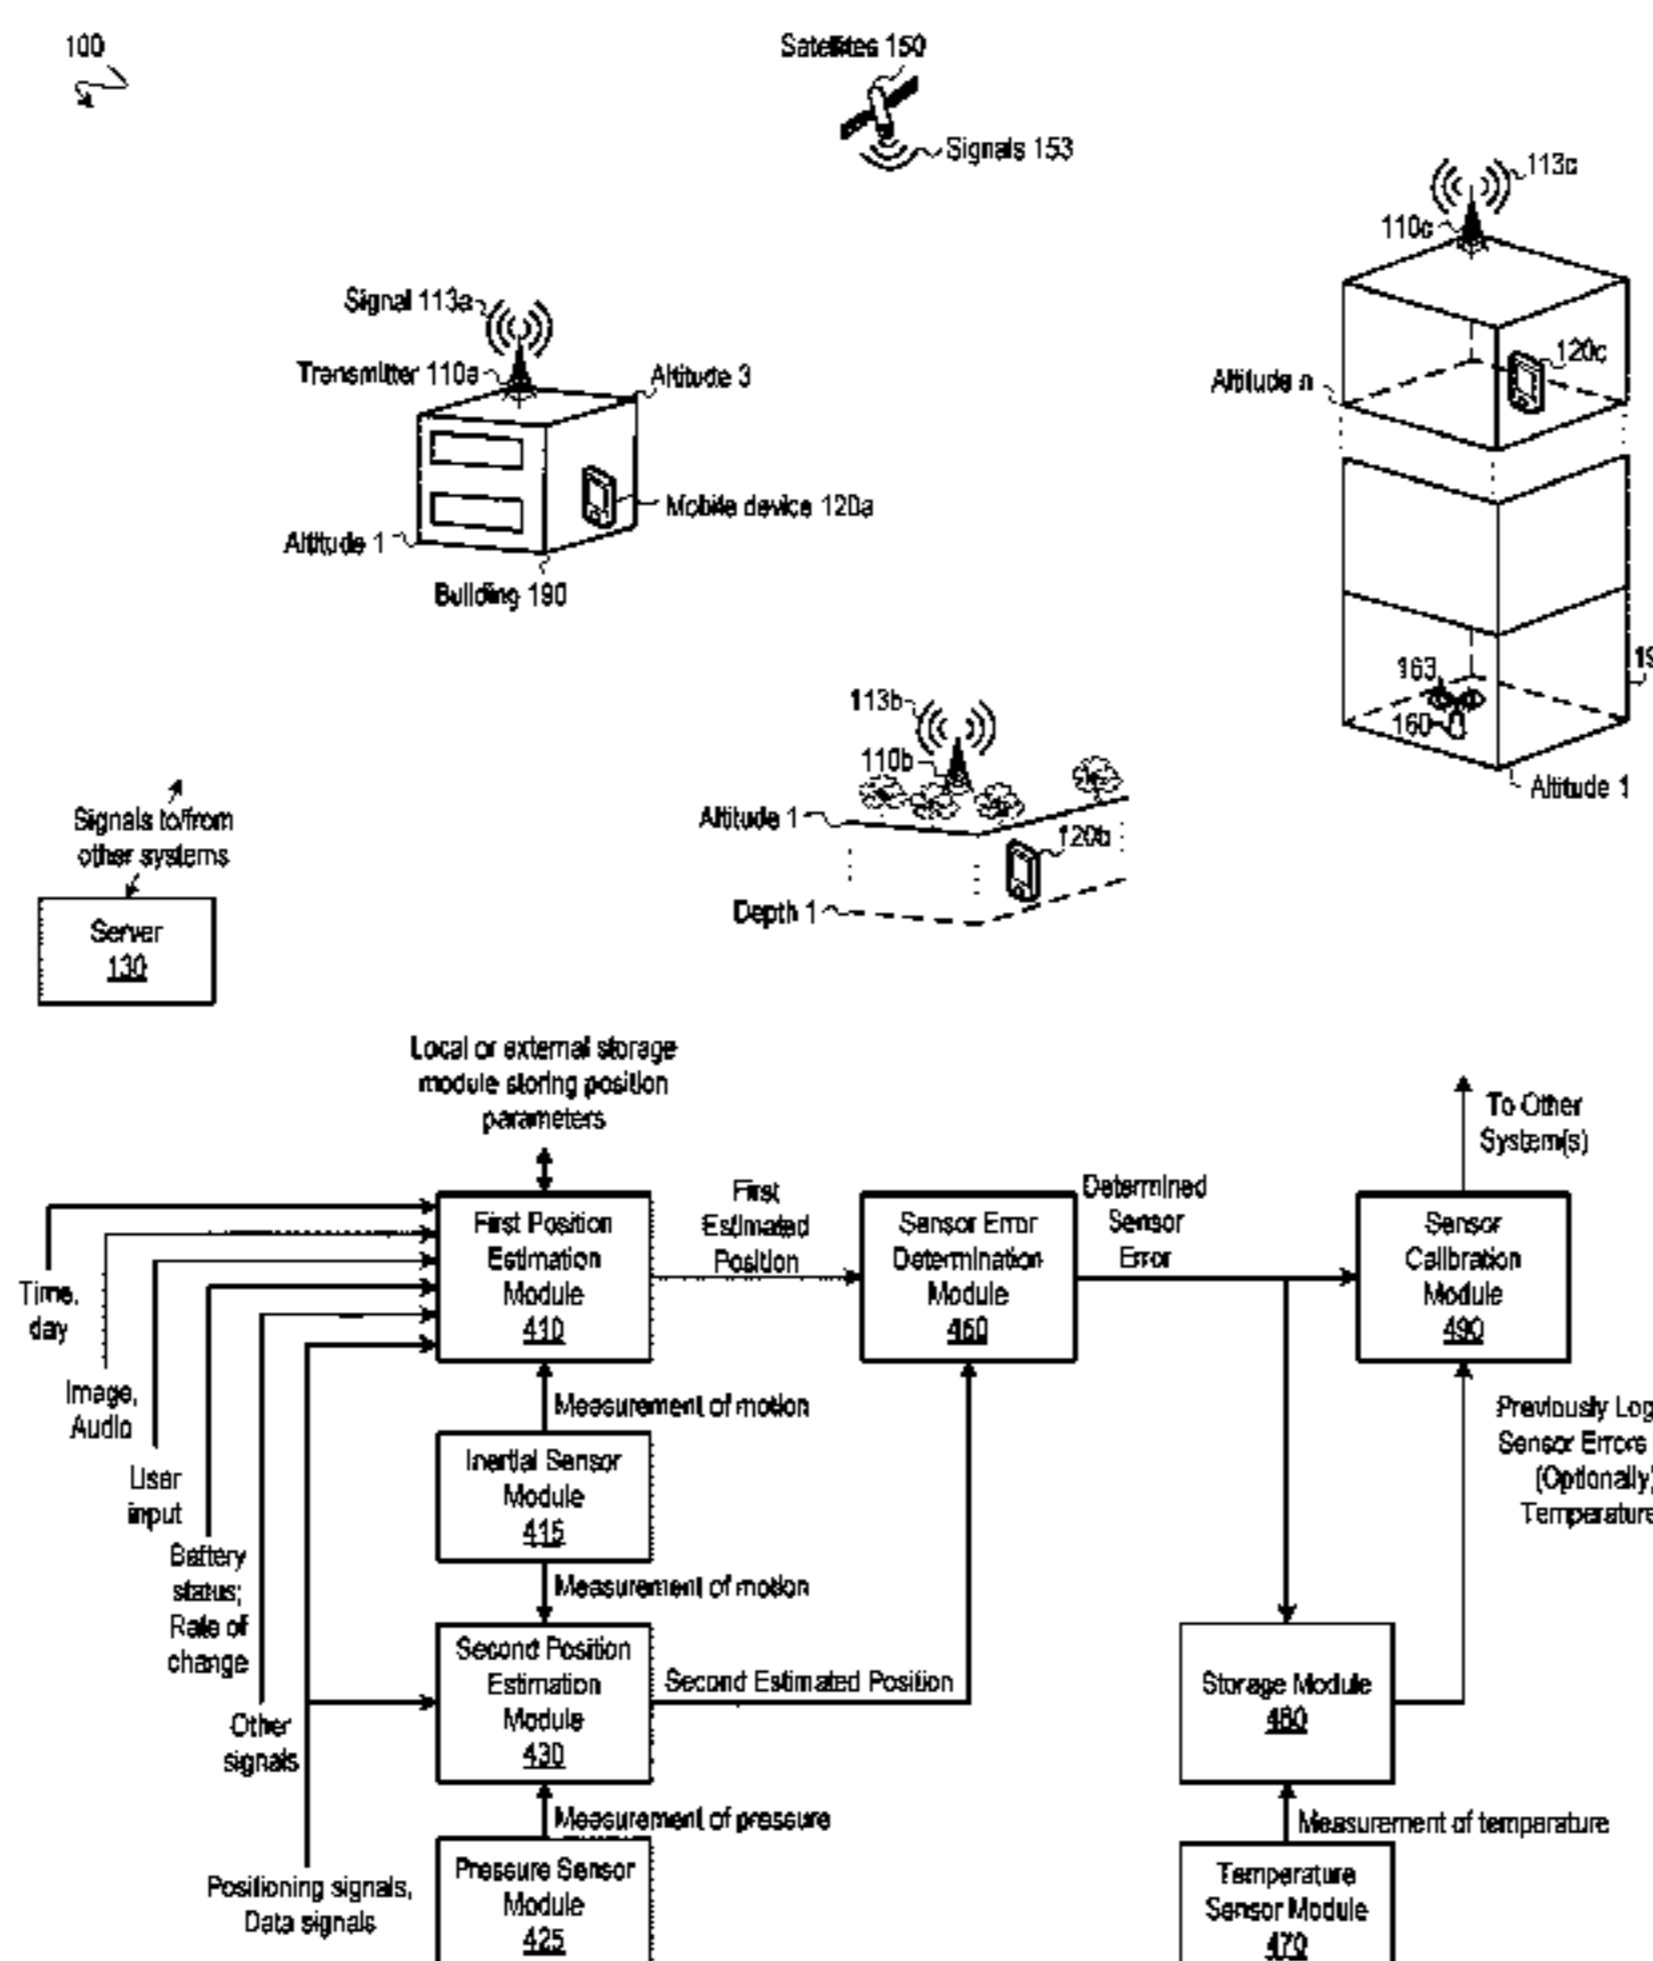 100
Satellites 150
Signals 153
113c
110c
Signal 113a
Transmitter 110a
Altitude 3
120c
Altitude n
Mobile device 120a
Altitude 1
Building 190
163
160
113b
110b
Altitude 1
Altitude 1
120b
Depth 1
Signals to/from
other systems
Server
130
Local or external storage
module storing position
parameters
To Other
System(s)
First Position
Estimation
Module
410
First
Estimated
Position
Sensor Error
Determination
Module
460
Determined
Sensor
Error
Sensor
Calibration
Module
490
Time,
day
Image,
Audio
User
input
Battery
status;
Rate of
change
Other
signals
Positioning signals,
Data signals
Measurement of motion
Inertial Sensor
Module
415
Measurement of motion
Second Position
Estimation
Module
430
Second Estimated Position
Measurement of pressure
Pressure Sensor
Module
425
Previously Log
Sensor Errors
(Optionally)
Temperature
Storage Module
480
Measurement of temperature
Temperature
Sensor Module
470